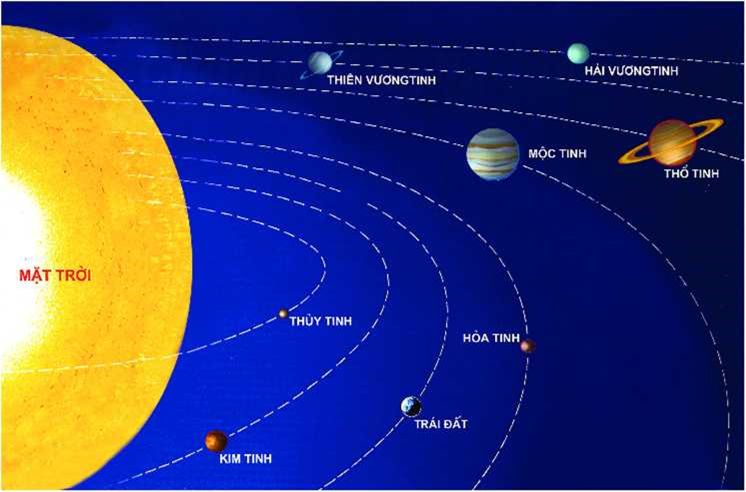 THIÊN VƯƠNGTINH
HẢI VƯƠNGTINH
MỘC TINH
THỔ TINH
MẶT TRỜI
THỦY TINH
HỎA TINH
TRÁI ĐẤT
KIM TINH